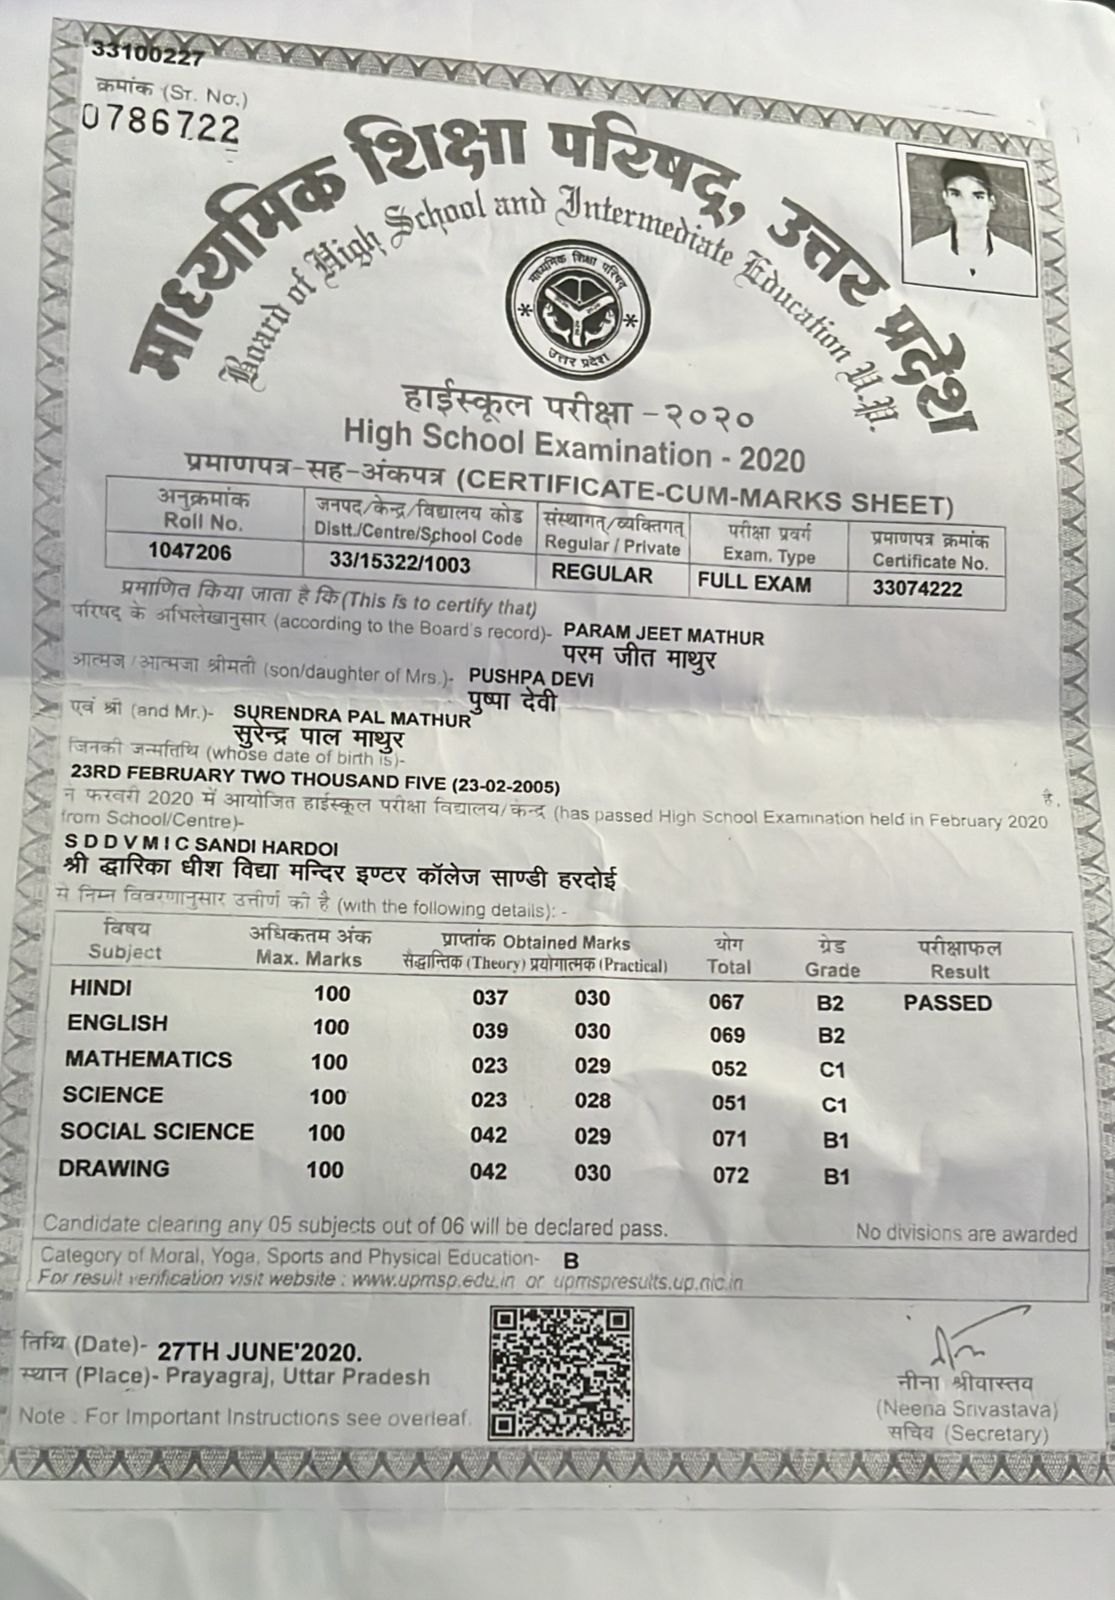 33100227
क्रमांक (Sr. No.)
0786722
माध्यमिक शिक्षा परिषद्, उत्तर प्रदेश
Board of High School and Intermediate Education U.P.
माध्यमिक शिक्षा परिषद्
उत्तर प्रदेश
हाईस्कूल परीक्षा -२०२०
High School Examination - 2020
प्रमाणपत्र-सह-अंकपत्र (CERTIFICATE-CUM-MARKS SHEET)
अनुक्रमांक जनपद/केन्द्र/विद्यालय कोड संस्थागत्/व्यक्तिगत् परीक्षा प्रवर्ग प्रमाणपत्र क्रमांक
Roll No. Distt./Centre/School Code Regular / Private Exam. Type Certificate No.
1047206 33/15322/1003 REGULAR FULL EXAM 33074222
प्रमाणित किया जाता है कि (This is to certify that)
परिषद् के अभिलेखानुसार (according to the Board's record)- PARAM JEET MATHUR
परम जीत माथुर
आत्मज/आत्मजा श्रीमती (son/daughter of Mrs.)- PUSHPA DEVI
पुष्पा देवी
एवं श्री (and Mr.)- SURENDRA PAL MATHUR
सुरेन्द्र पाल माथुर
जिनकी जन्मतिथि (whose date of birth is)-
23RD FEBRUARY TWO THOUSAND FIVE (23-02-2005) है,
ने फरवरी 2020 में आयोजित हाईस्कूल परीक्षा विद्यालय/केन्द्र (has passed High School Examination held in February 2020
from School/Centre)-
S D D V M I C SANDI HARDOI
श्री द्धारिका धीश विद्या मन्दिर इण्टर कॉलेज साण्डी हरदोई
से निम्न विवरणानुसार उत्तीर्ण की है (with the following details): -
विषय अधिकतम अंक प्राप्तांक Obtained Marks योग ग्रेड परीक्षाफल
Subject Max. Marks सैद्धान्तिक (Theory) प्रयोगात्मक (Practical) Total Grade Result
HINDI 100 037 030 067 B2 PASSED
ENGLISH 100 039 030 069 B2
MATHEMATICS 100 023 029 052 C1
SCIENCE 100 023 028 051 C1
SOCIAL SCIENCE 100 042 029 071 B1
DRAWING 100 042 030 072 B1
Candidate clearing any 05 subjects out of 06 will be declared pass. No divisions are awarded
Category of Moral, Yoga, Sports and Physical Education- B
For result verification visit website : www.upmsp.edu.in or upmspresults.up.nic.in
तिथि (Date)- 27TH JUNE'2020.
स्थान (Place)- Prayagraj, Uttar Pradesh
Note : For Important Instructions see overleaf.
नीना श्रीवास्तव
(Neena Srivastava)
सचिव (Secretary)